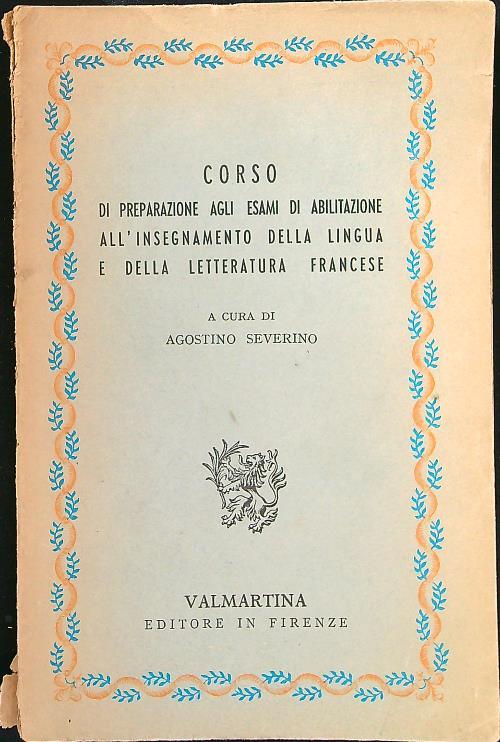 CORSO
DI PREPARAZIONE AGLI ESAMI DI ABILITAZIONE
ALL'INSEGNAMENTO DELLA LINGUA
E DELLA LETTERATURA FRANCESE
A CURA DI
AGOSTINO SEVERINO
VALMARTINA
EDITORE IN FIRENZE